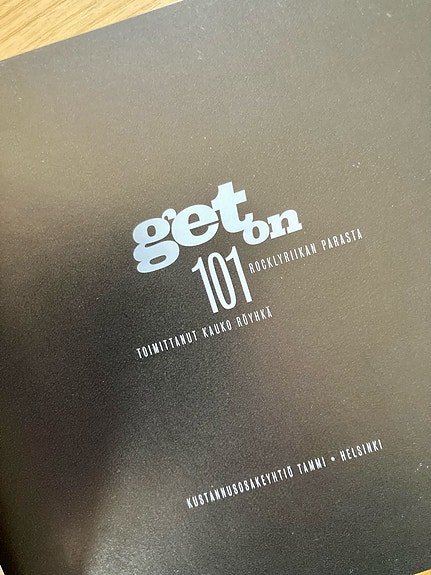 get on
101 ROCKLYRIIKAN PARASTA
TOIMITTANUT KAUKO RÖYHKÄ
KUSTANNUSOSAKEYHTIÖ TAMMI • HELSINKI